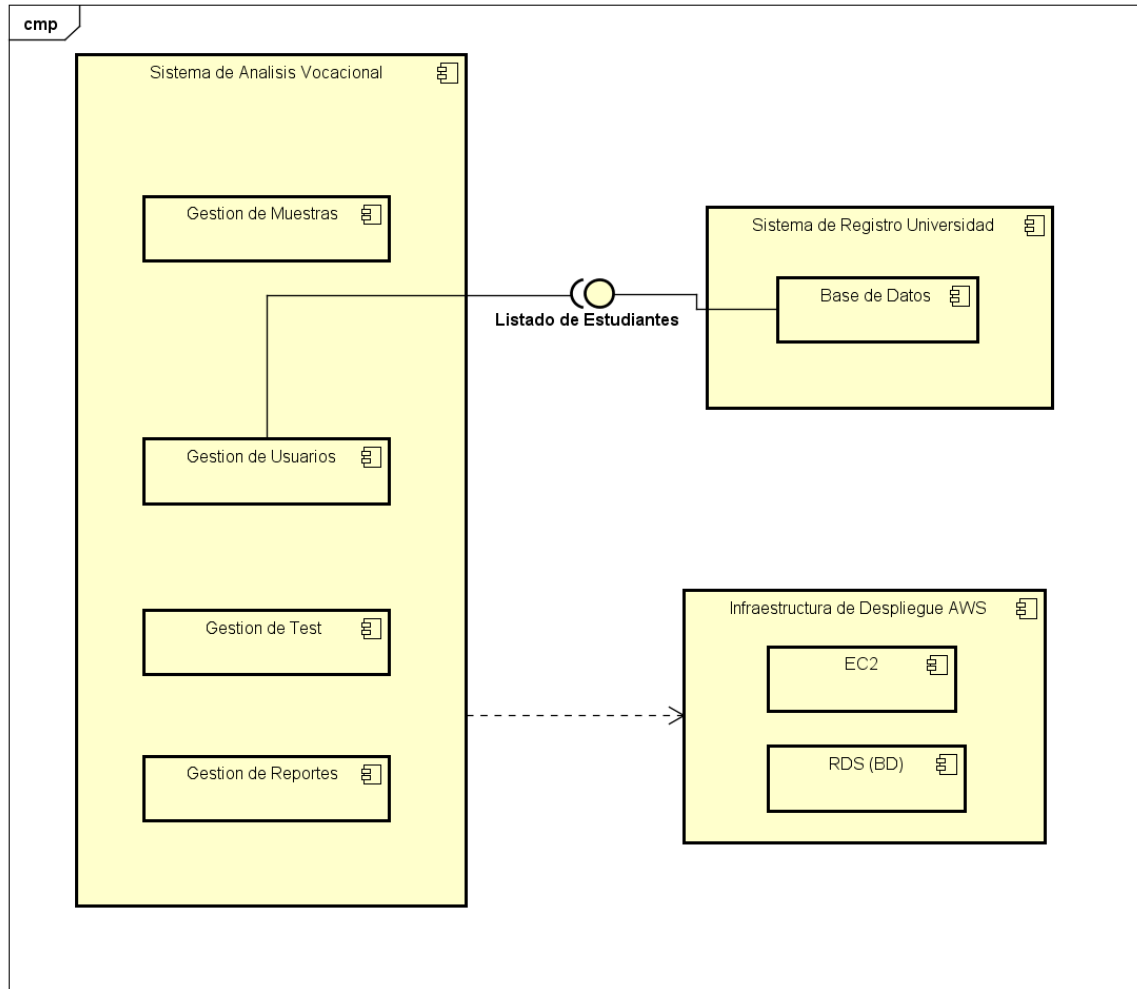 cmp
Sistema de Analisis Vocacional
Gestion de Muestras
Sistema de Registro Universidad
Base de Datos
Listado de Estudiantes
Gestion de Usuarios
Infraestructura de Despliegue AWS
Gestion de Test
EC2
RDS (BD)
Gestion de Reportes